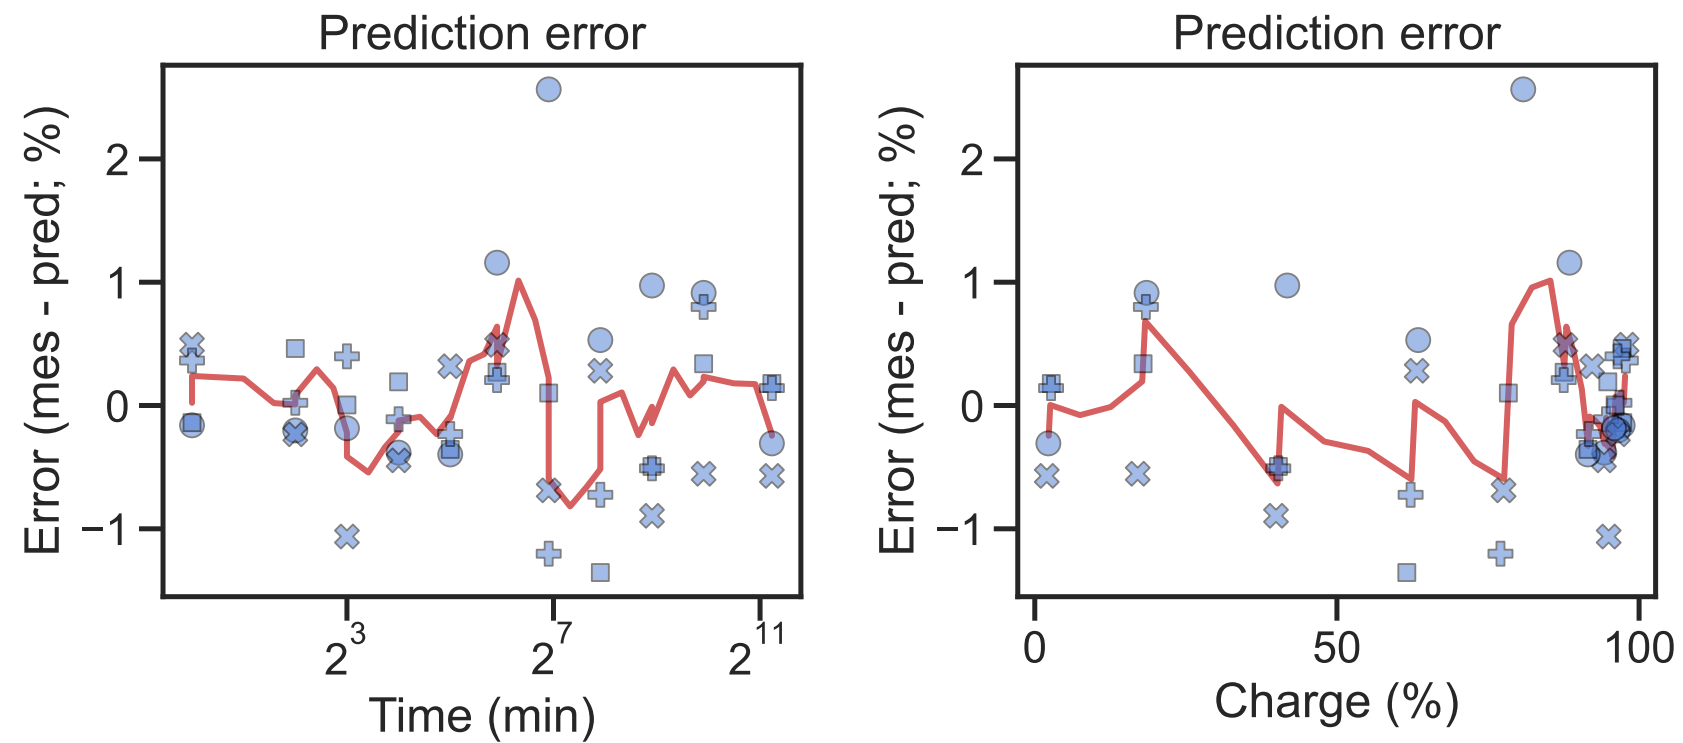 Prediction error
Error (mes - pred; %)
2
1
0
−1
2^3 2^7 2^11
Time (min)
Prediction error
Error (mes - pred; %)
2
1
0
−1
0 50 100
Charge (%)